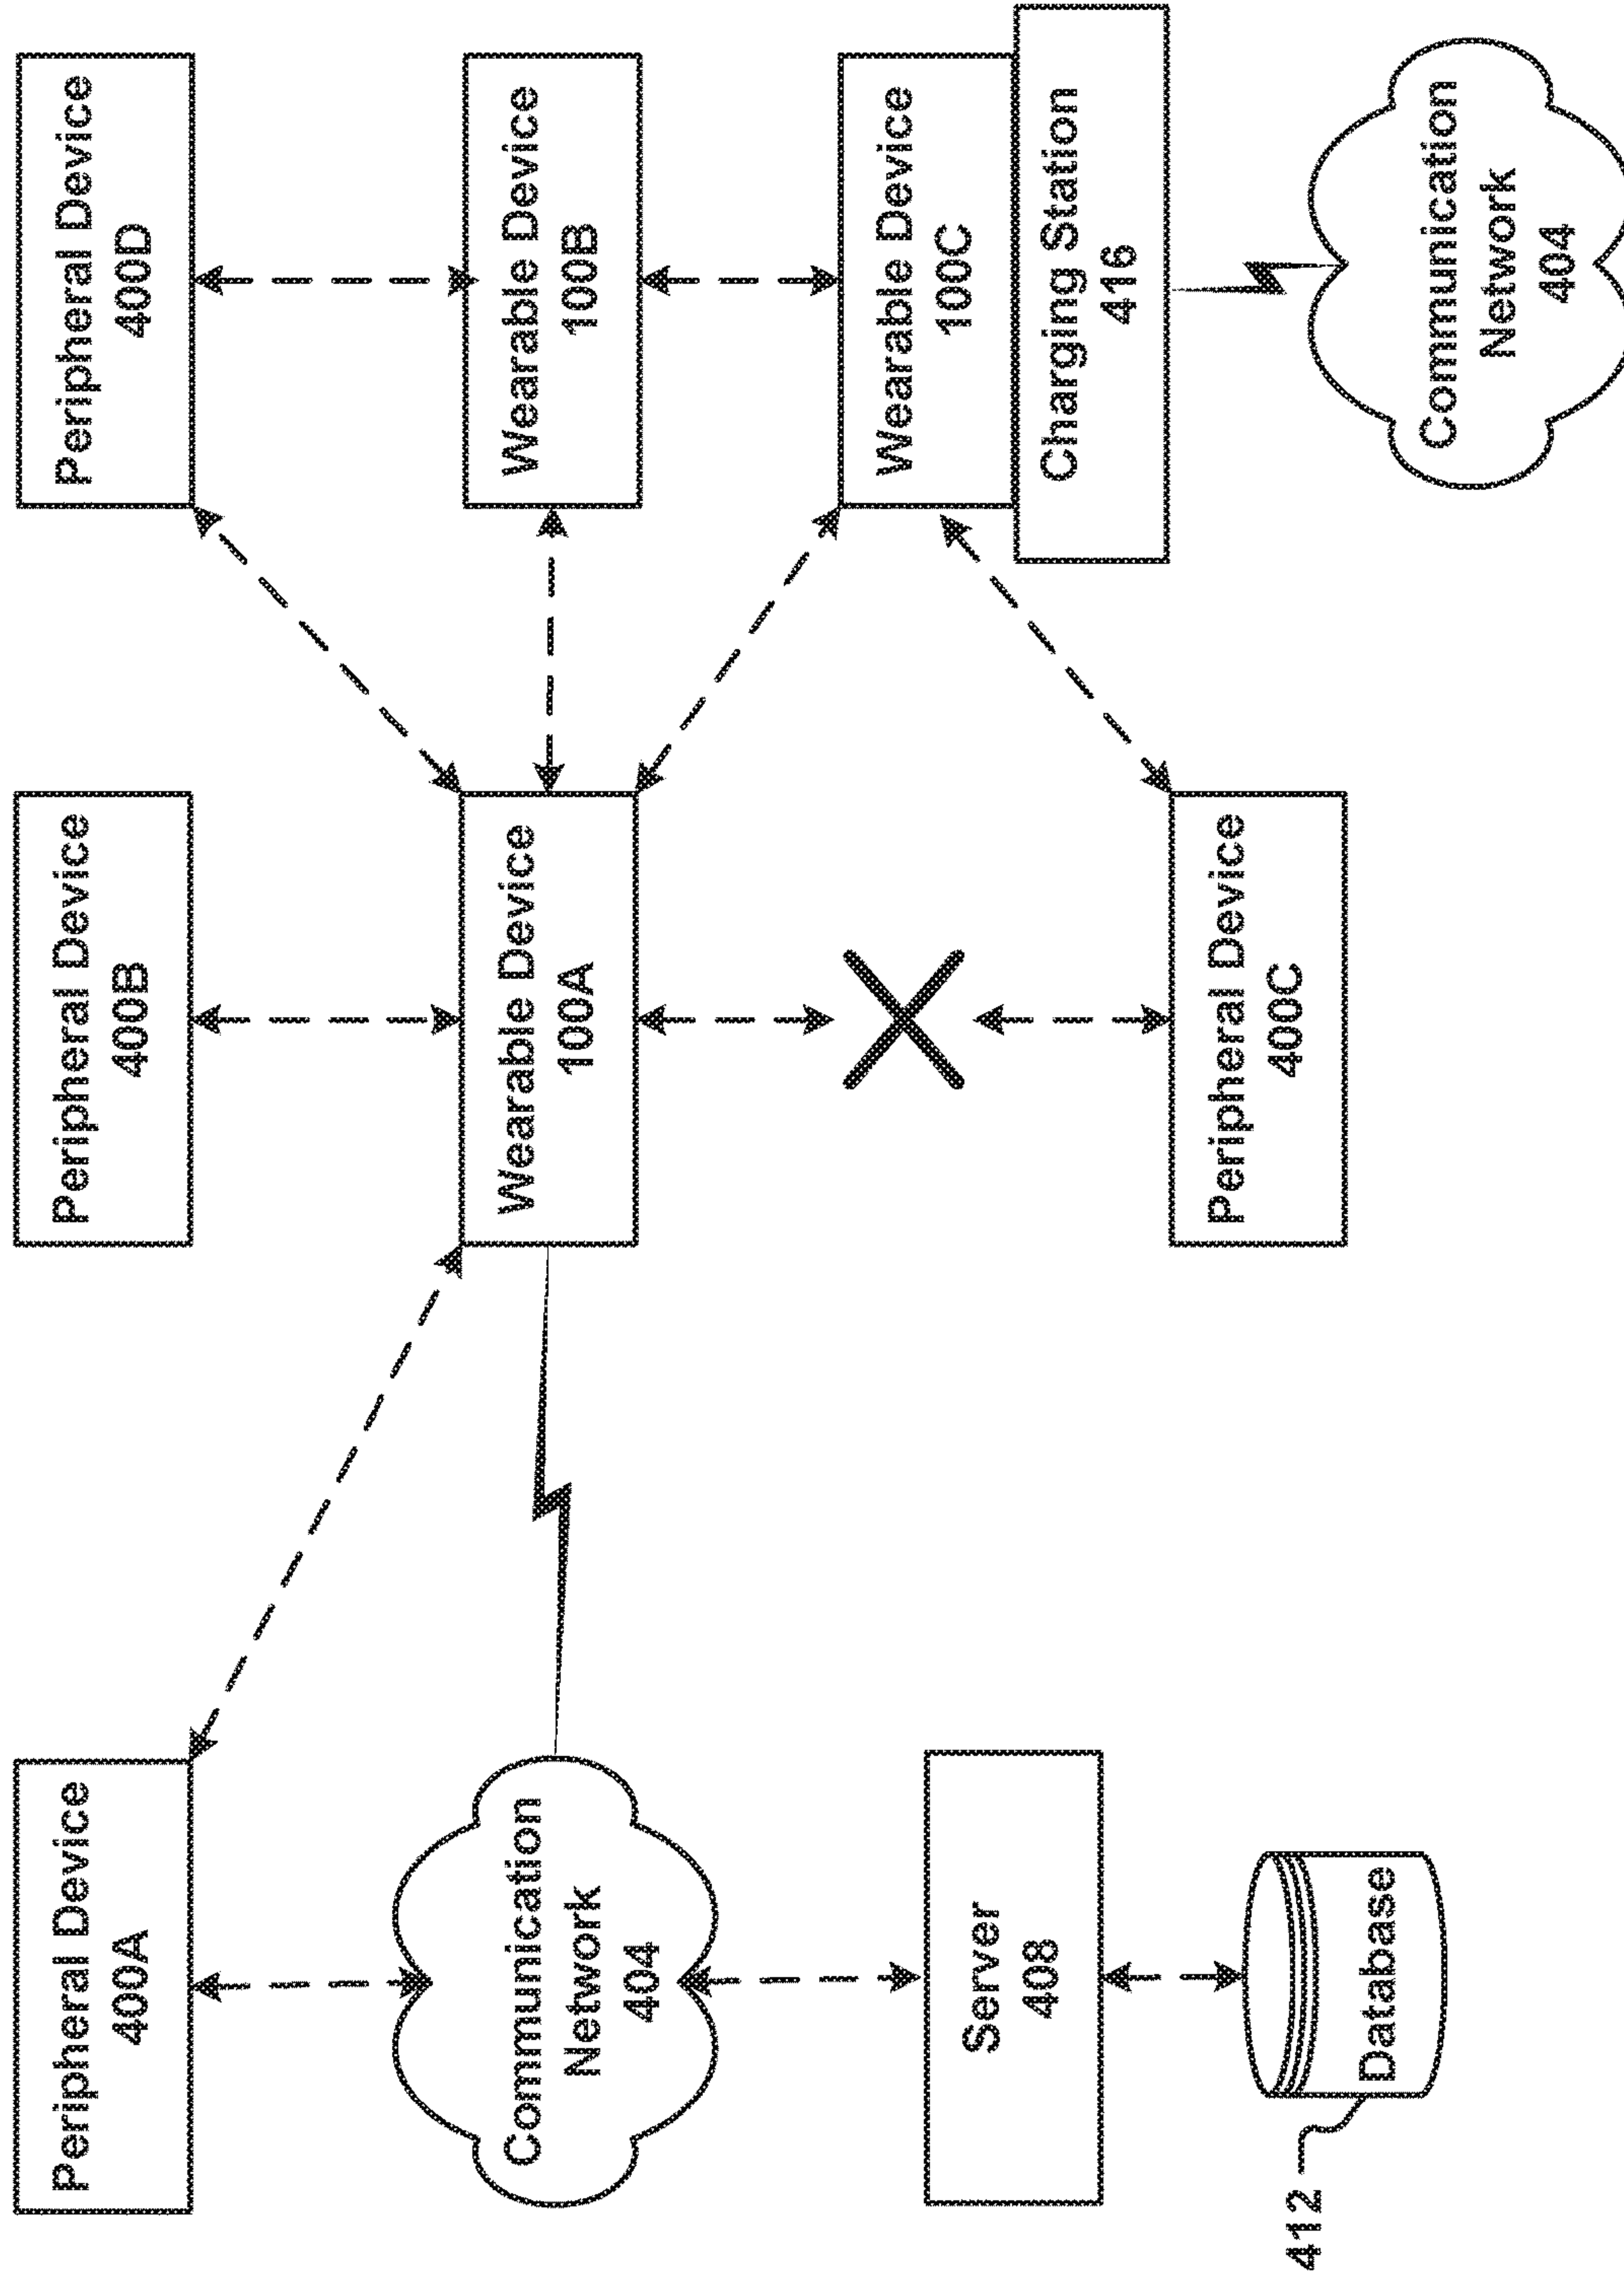 Peripheral Device
400A
Peripheral Device
400B
Peripheral Device
400D
Communication
Network
404
Wearable Device
100A
Wearable Device
100B
Server
408
Wearable Device
100C
Charging Station
416
412
Database
Peripheral Device
400C
Communication
Network
404